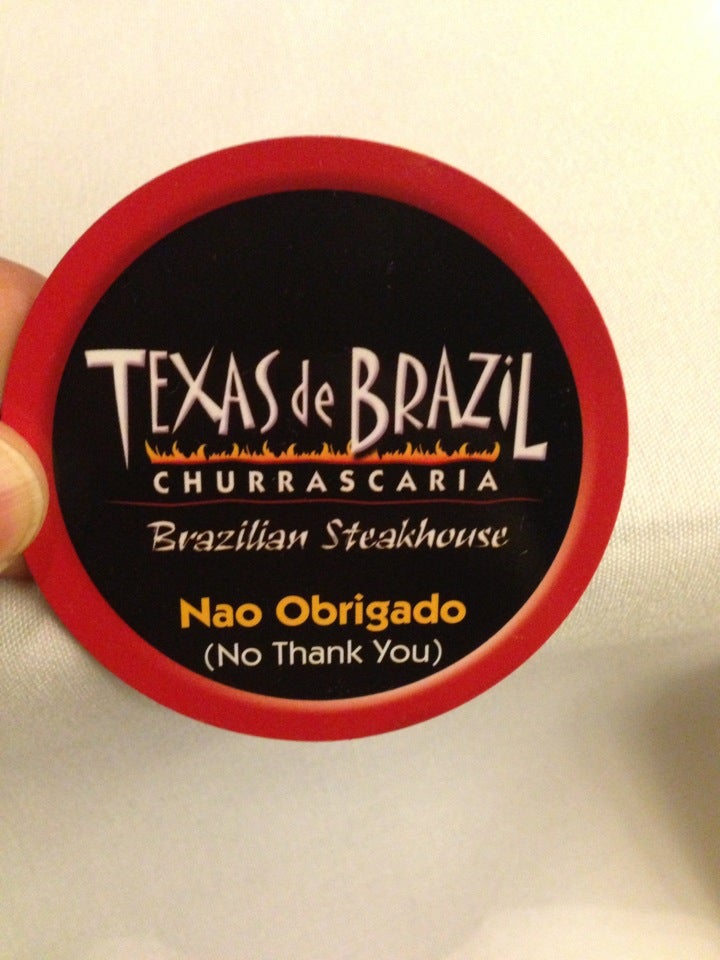 TEXAS de BRAZiL
CHURRASCARIA
Brazilian Steakhouse
Nao Obrigado
(No Thank You)